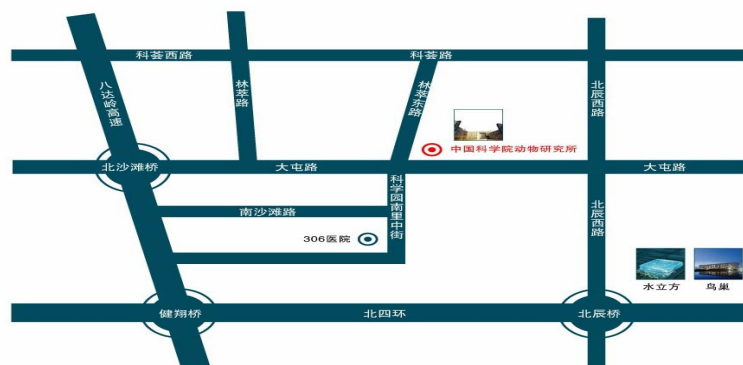 科荟西路
科荟路
八达岭高速
林萃路
林萃东路
北辰西路
中国科学院动物研究所
北沙滩桥
大屯路
大屯路
科学园南里中街
南沙滩路
北辰西路
306医院
水立方
鸟巢
健翔桥
北四环
北辰桥